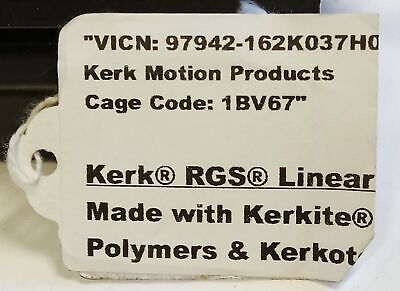 "VICN: 97942-162K037H0
Kerk Motion Products
Cage Code: 1BV67"
Kerk® RGS® Linear
Made with Kerkite®
Polymers & Kerkot